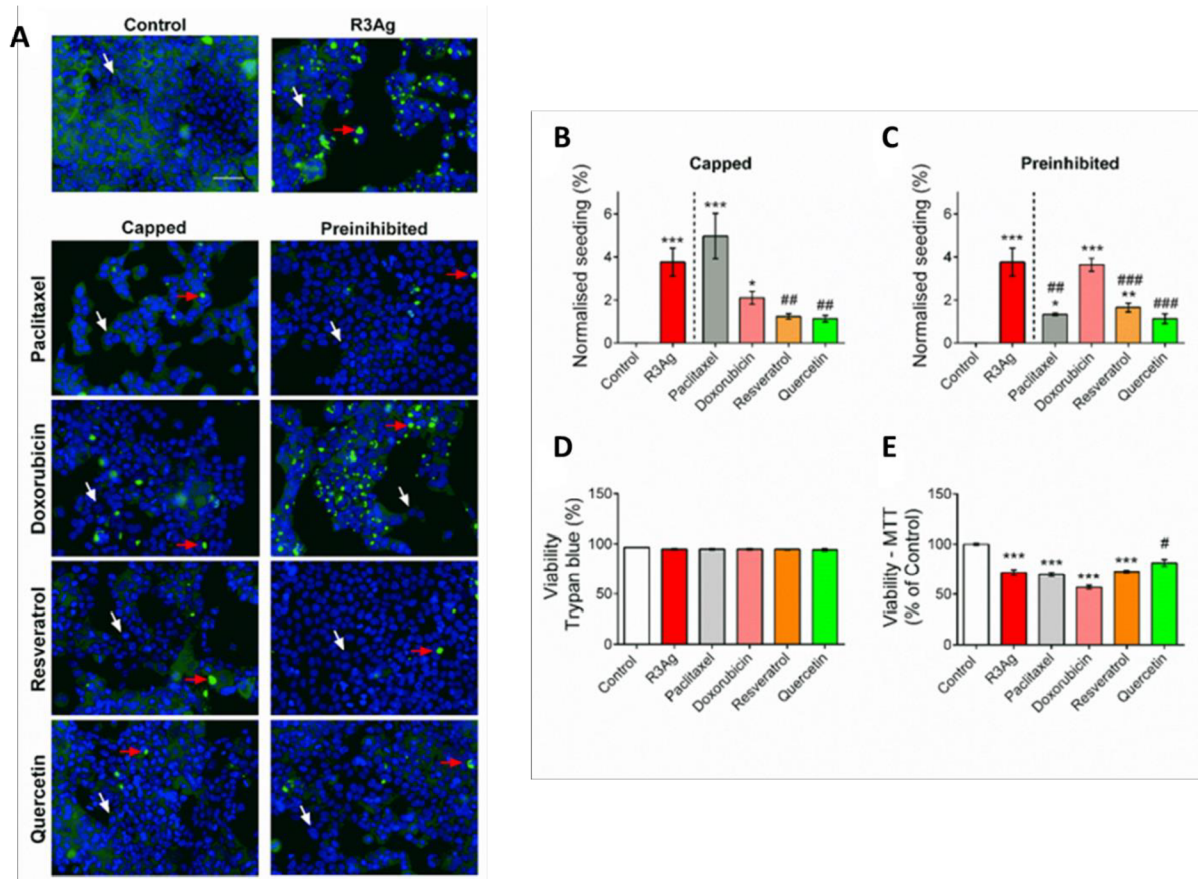 A
Control
R3Ag
Capped
Preinihibited
Paclitaxel
Doxorubicin
Resveratrol
Quercetin
B
Capped
Normalised seeding (%)
6
4
2
0
***
***
*
##
##
Control
R3Ag
Paclitaxel
Doxorubicin
Resveratrol
Quercetin
C
Preinhibited
Normalised seeding (%)
6
4
2
0
***
##
*
***
###
**
###
Control
R3Ag
Paclitaxel
Doxorubicin
Resveratrol
Quercetin
D
Viability
Trypan blue (%)
150
100
50
0
Control
R3Ag
Paclitaxel
Doxorubicin
Resveratrol
Quercetin
E
Viability - MTT
(% of Control)
150
100
50
0
***
***
***
***
#
Control
R3Ag
Paclitaxel
Doxorubicin
Resveratrol
Quercetin